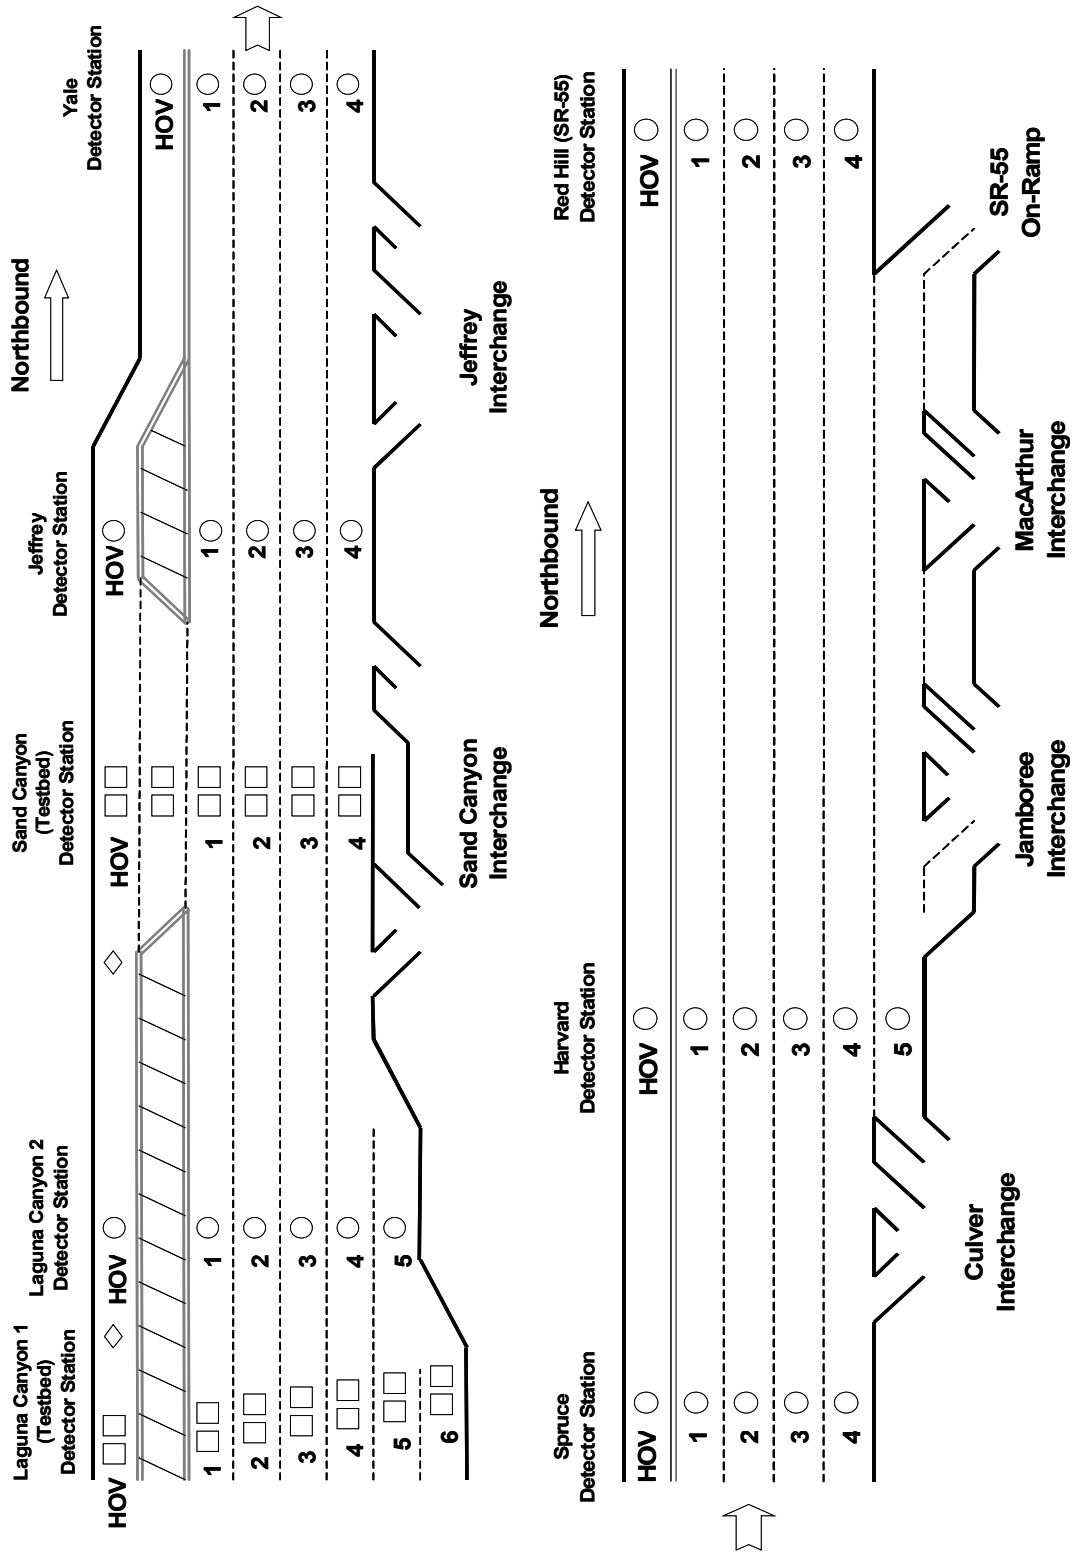 Laguna Canyon 1
(Testbed)
Detector Station
Laguna Canyon 2
Detector Station
Sand Canyon
(Testbed)
Detector Station
Jeffrey
Detector Station
Northbound
Yale
Detector Station
HOV
1
2
3
4
5
6
HOV
1
2
3
4
5
HOV
1
2
3
4
HOV
1
2
3
4
HOV
1
2
3
4
Sand Canyon
Interchange
Jeffrey
Interchange
Northbound
Spruce
Detector Station
Harvard
Detector Station
Red Hill (SR-55)
Detector Station
HOV
1
2
3
4
HOV
1
2
3
4
5
HOV
1
2
3
4
Culver
Interchange
Jamboree
Interchange
MacArthur
Interchange
SR-55
On-Ramp